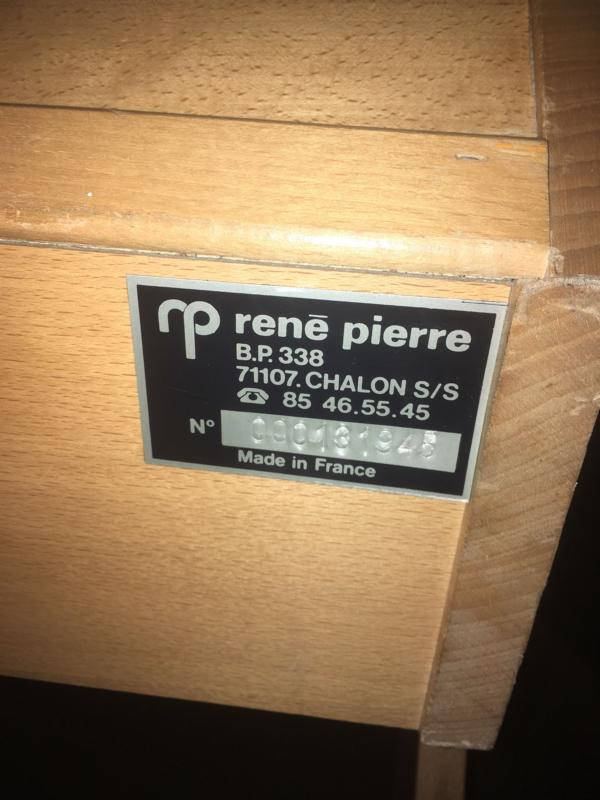 rp renē pierre
B.P. 338
71107. CHALON S/S
☎ 85 46.55.45
N°
Made in France